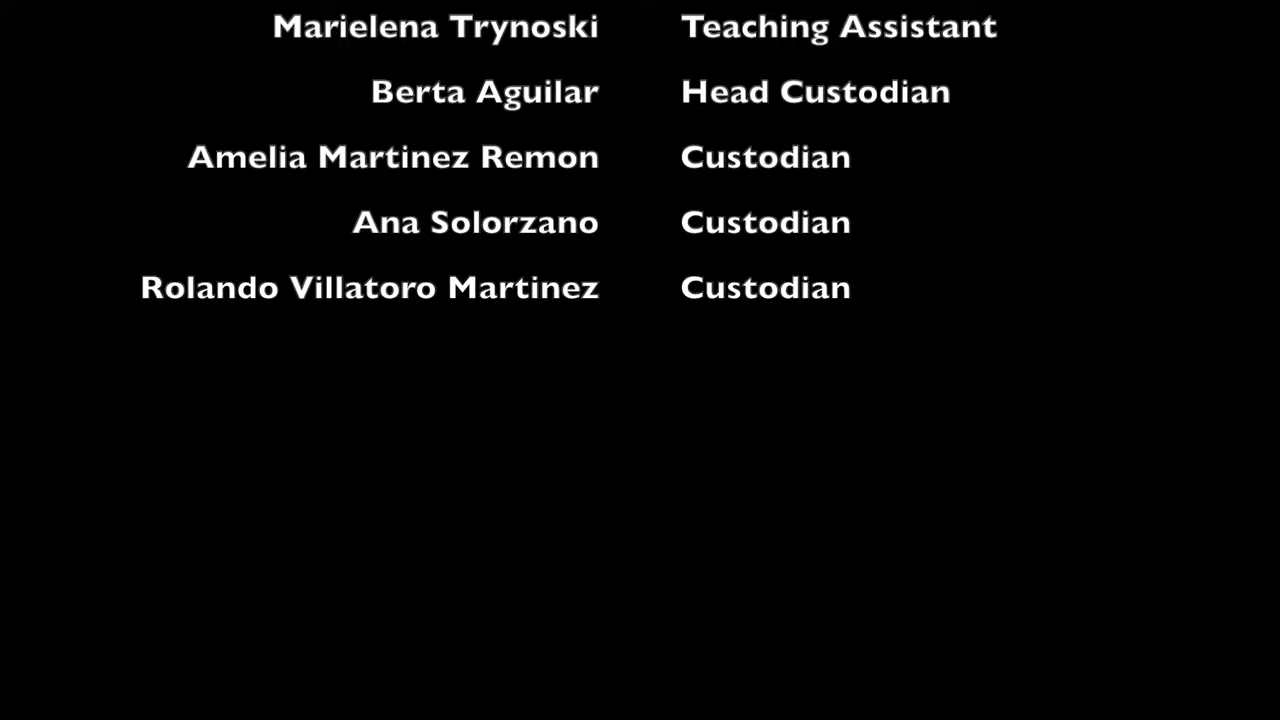 Marielena Trynoski Teaching Assistant
Berta Aguilar Head Custodian
Amelia Martinez Remon Custodian
Ana Solorzano Custodian
Rolando Villatoro Martinez Custodian